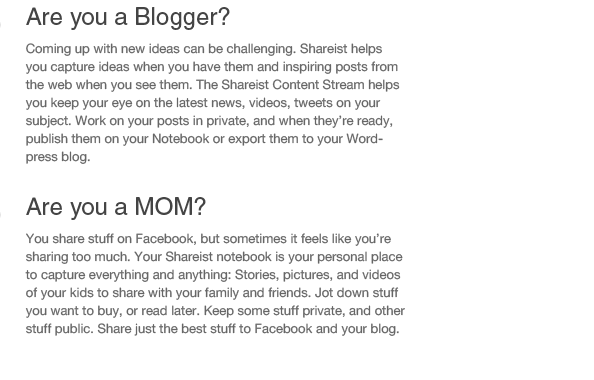 Are you a Blogger?
Coming up with new ideas can be challenging. Shareist helps
you capture ideas when you have them and inspiring posts from
the web when you see them. The Shareist Content Stream helps
you keep your eye on the latest news, videos, tweets on your
subject. Work on your posts in private, and when they're ready,
publish them on your Notebook or export them to your Word-
press blog.
Are you a MOM?
You share stuff on Facebook, but sometimes it feels like you're
sharing too much. Your Shareist notebook is your personal place
to capture everything and anything: Stories, pictures, and videos
of your kids to share with your family and friends. Jot down stuff
you want to buy, or read later. Keep some stuff private, and other
stuff public. Share just the best stuff to Facebook and your blog.